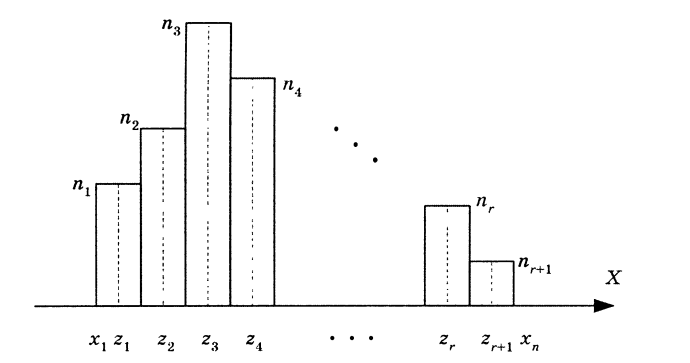 n₃
n₄
n₂
n₁
nᵣ
nᵣ₊₁
X
x₁ z₁ z₂ z₃ z₄ • • • zᵣ zᵣ₊₁ xₙ